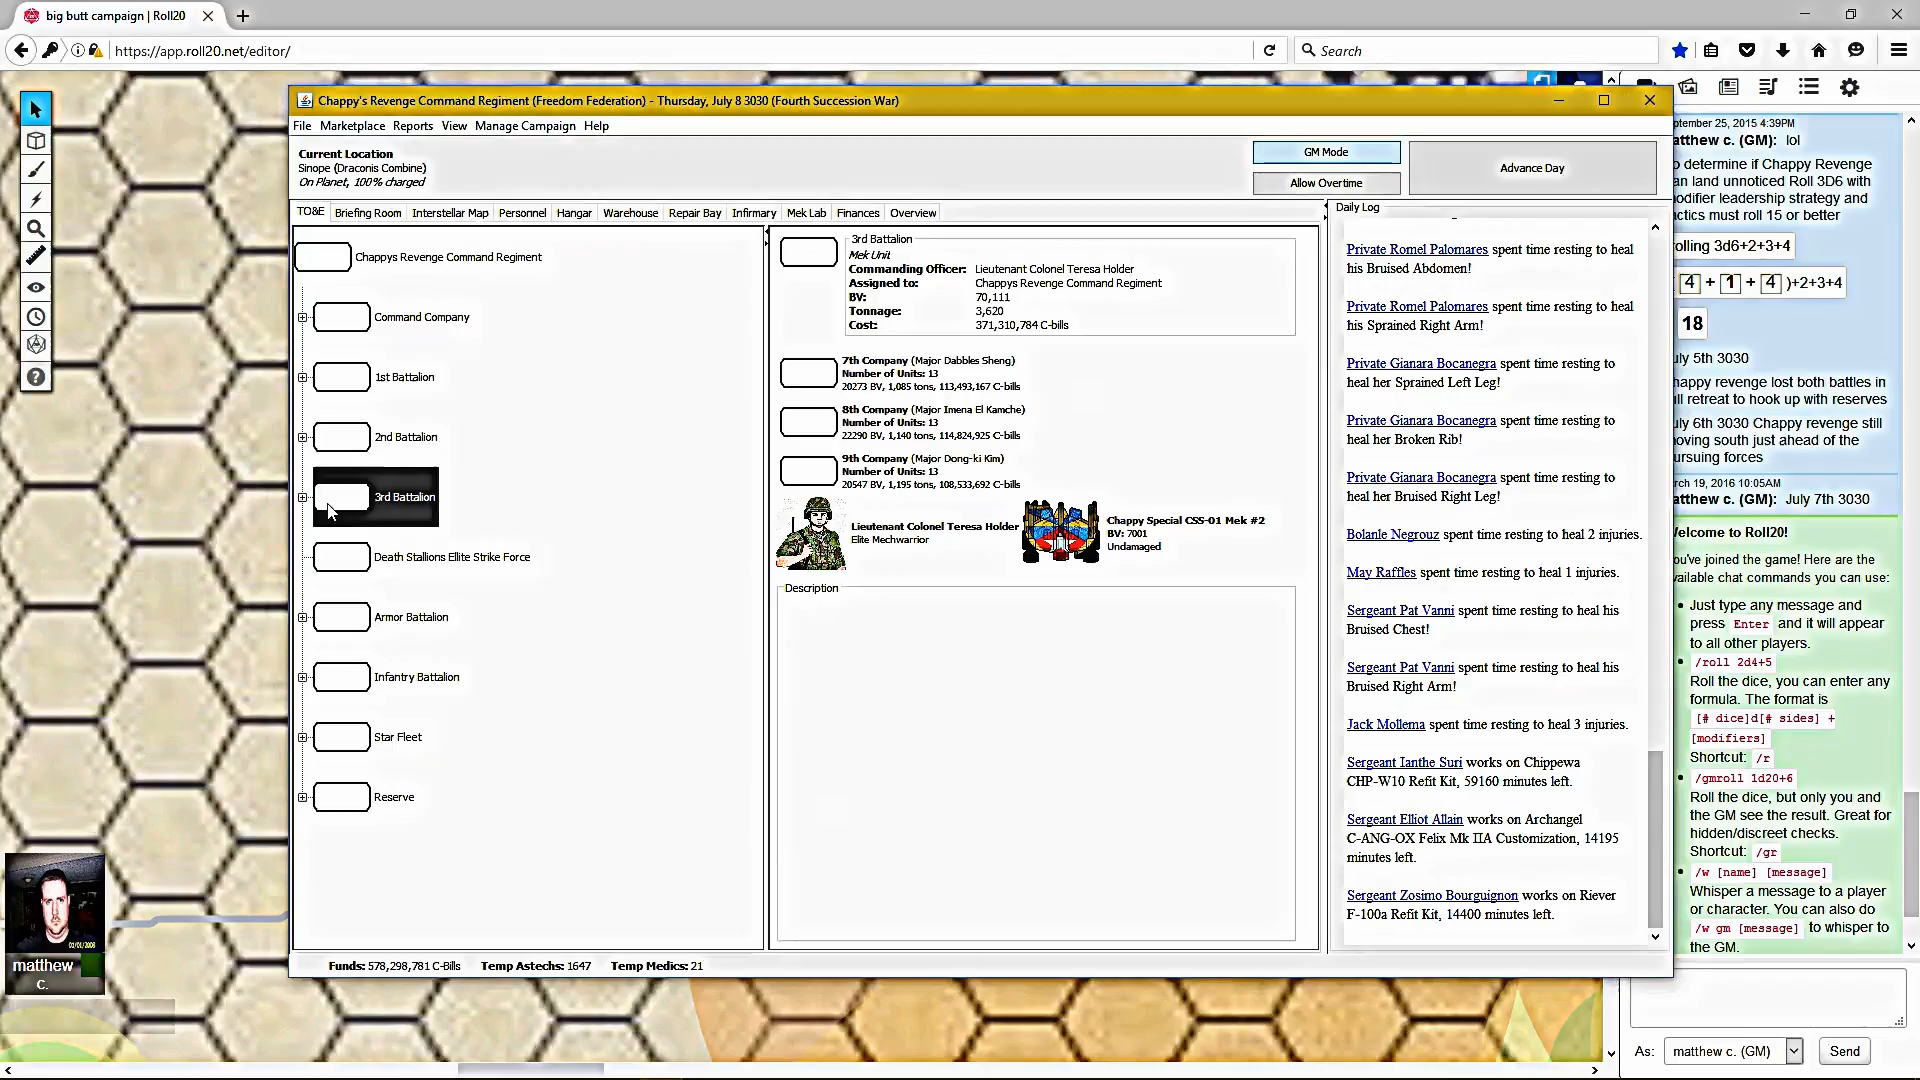 big butt campaign | Roll20
https://app.roll20.net/editor/
Search
Chappy's Revenge Command Regiment (Freedom Federation) - Thursday, July 8 3030 (Fourth Succession War)
File Marketplace Reports View Manage Campaign Help
Current Location
Sinope (Draconis Combine)
On Planet, 100% charged
GM Mode
Allow Overtime
Advance Day
TO&E Briefing Room Interstellar Map Personnel Hangar Warehouse Repair Bay Infirmary Mek Lab Finances Overview
Chappys Revenge Command Regiment
Command Company
1st Battalion
2nd Battalion
3rd Battalion
Death Stallions Ellite Strike Force
Armor Battalion
Infantry Battalion
Star Fleet
Reserve
3rd Battalion
Mek Unit
Commanding Officer: Lieutenant Colonel Teresa Holder
Assigned to: Chappys Revenge Command Regiment
BV: 70,111
Tonnage: 3,620
Cost: 371,310,784 C-bills
7th Company (Major Dabbles Sheng)
Number of Units: 13
20273 BV, 1,085 tons, 113,493,167 C-bills
8th Company (Major Imena El Kamche)
Number of Units: 13
22290 BV, 1,140 tons, 114,824,925 C-bills
9th Company (Major Dong-ki Kim)
Number of Units: 13
20547 BV, 1,195 tons, 108,533,692 C-bills
Lieutenant Colonel Teresa Holder
Elite Mechwarrior
Chappy Special CSS-01 Mek #2
BV: 7001
Undamaged
Description
Daily Log
Private Romel Palomares spent time resting to heal
his Bruised Abdomen!
Private Romel Palomares spent time resting to heal
his Sprained Right Arm!
Private Gianara Bocanegra spent time resting to
heal her Sprained Left Leg!
Private Gianara Bocanegra spent time resting to
heal her Broken Rib!
Private Gianara Bocanegra spent time resting to
heal her Bruised Right Leg!
Bolanle Negrouz spent time resting to heal 2 injuries.
May Raffles spent time resting to heal 1 injuries.
Sergeant Pat Vanni spent time resting to heal his
Bruised Chest!
Sergeant Pat Vanni spent time resting to heal his
Bruised Right Arm!
Jack Mollema spent time resting to heal 3 injuries.
Sergeant Ianthe Suri works on Chippewa
CHP-W10 Refit Kit, 59160 minutes left.
Sergeant Elliot Allain works on Archangel
C-ANG-OX Felix Mk IIA Customization, 14195
minutes left.
Sergeant Zosimo Bourguignon works on Riever
F-100a Refit Kit, 14400 minutes left.
Funds: 578,298,781 C-Bills Temp Astechs: 1647 Temp Medics: 21
ptember 25, 2015 4:39PM
atthew c. (GM): lol
o determine if Chappy Revenge
an land unnoticed Roll 3D6 with
odifier leadership strategy and
actics must roll 15 or better
olling 3d6+2+3+4
4 + 1 + 4 )+2+3+4
18
uly 5th 3030
happy revenge lost both battles in
ull retreat to hook up with reserves
uly 6th 3030 Chappy revenge still
oving south just ahead of the
ursuing forces
rch 19, 2016 10:05AM
atthew c. (GM): July 7th 3030
elcome to Roll20!
ou've joined the game! Here are the
vailable chat commands you can use:
Just type any message and
press Enter and it will appear
to all other players.
/roll 2d4+5
Roll the dice, you can enter any
formula. The format is
[# dice]d[# sides] +
[modifiers]
Shortcut: /r
/gmroll 1d20+6
Roll the dice, but only you and
the GM see the result. Great for
hidden/discreet checks.
Shortcut: /gr
/w [name] [message]
Whisper a message to a player
or character. You can also do
/w gm [message] to whisper to
the GM.
As: matthew c. (GM) Send
01/01/2008
matthew
c.